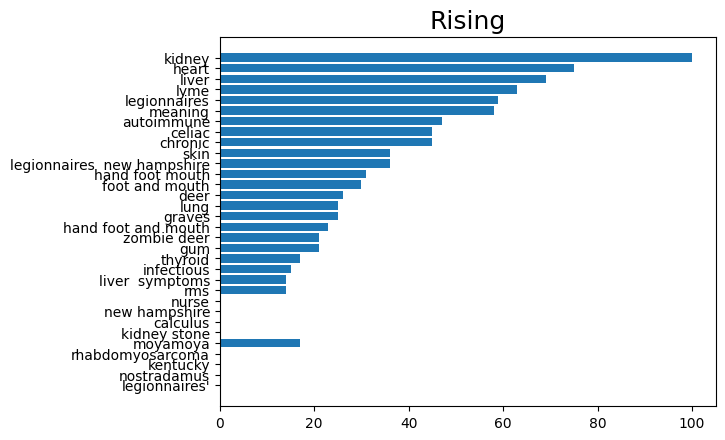 Rising
kidney
heart
liver
lyme
legionnaires
meaning
autoimmune
celiac
chronic
skin
legionnaires  new hampshire
hand foot mouth
foot and mouth
deer
lung
graves
hand foot and mouth
zombie deer
gum
thyroid
infectious
liver  symptoms
rms
nurse
new hampshire
calculus
kidney stone
moyamoya
rhabdomyosarcoma
kentucky
nostradamus
legionnaires'
0 20 40 60 80 100